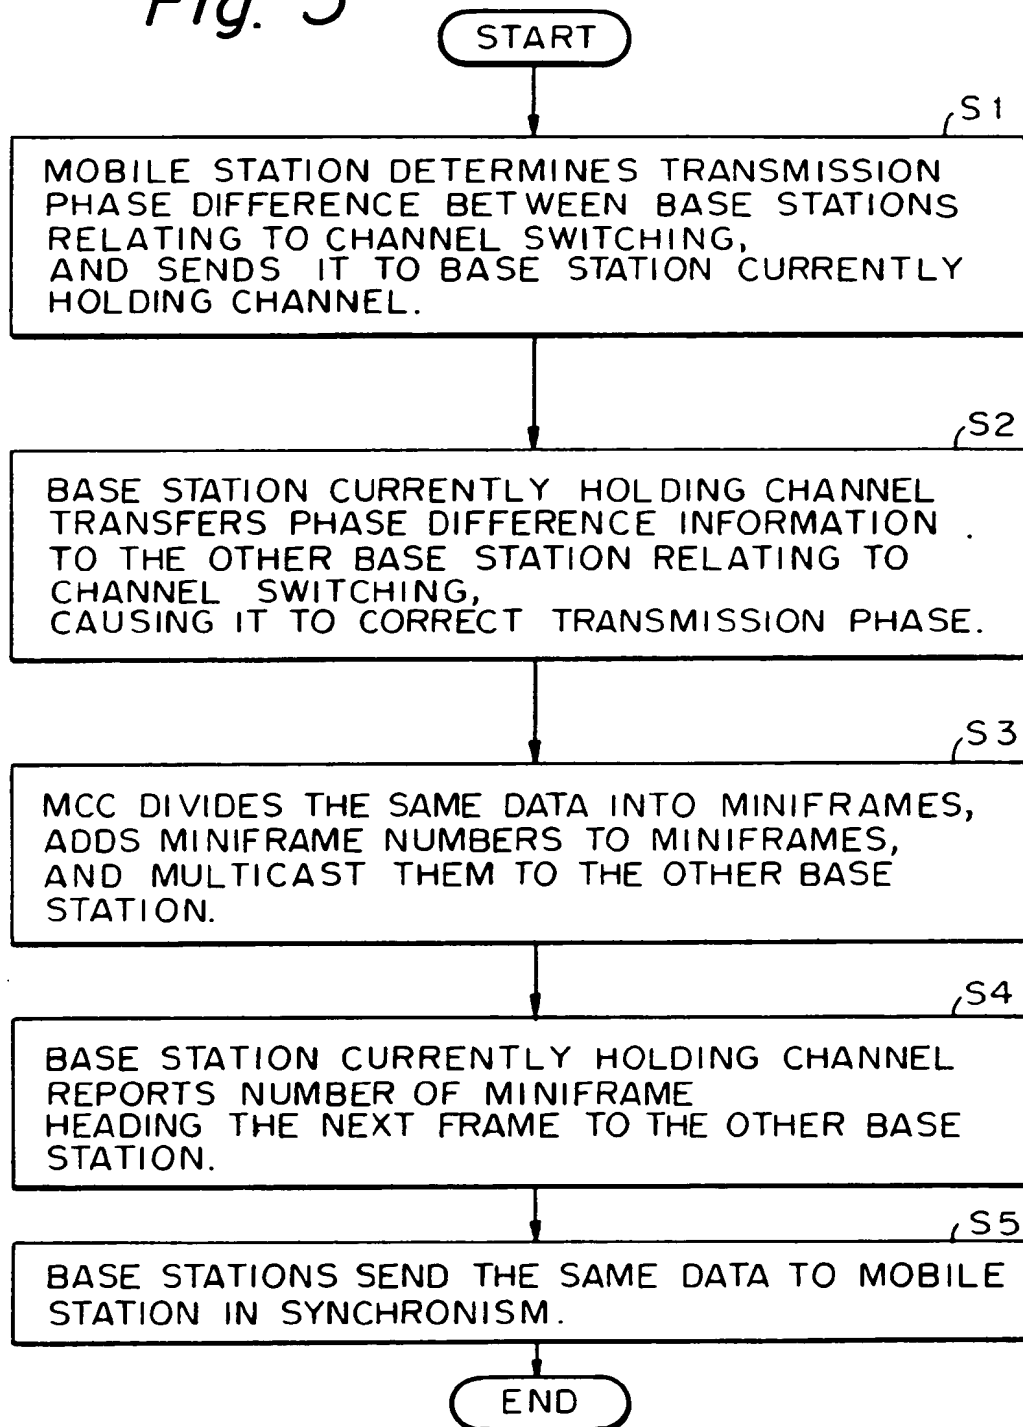 Fig. 3
START
S1
MOBILE STATION DETERMINES TRANSMISSION
PHASE DIFFERENCE BETWEEN BASE STATIONS
RELATING TO CHANNEL SWITCHING,
AND SENDS IT TO BASE STATION CURRENTLY
HOLDING CHANNEL.
S2
BASE STATION CURRENTLY HOLDING CHANNEL
TRANSFERS PHASE DIFFERENCE INFORMATION
TO THE OTHER BASE STATION RELATING TO
CHANNEL SWITCHING,
CAUSING IT TO CORRECT TRANSMISSION PHASE.
S3
MCC DIVIDES THE SAME DATA INTO MINIFRAMES,
ADDS MINIFRAME NUMBERS TO MINIFRAMES,
AND MULTICAST THEM TO THE OTHER BASE
STATION.
S4
BASE STATION CURRENTLY HOLDING CHANNEL
REPORTS NUMBER OF MINIFRAME
HEADING THE NEXT FRAME TO THE OTHER BASE
STATION.
S5
BASE STATIONS SEND THE SAME DATA TO MOBILE
STATION IN SYNCHRONISM.
END